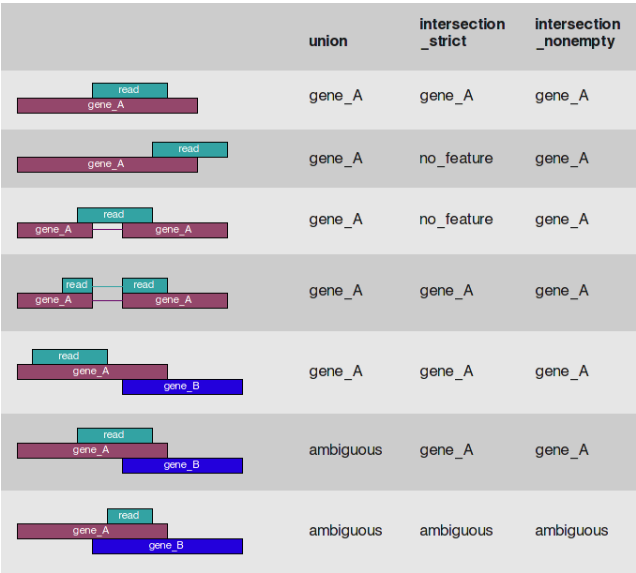 union intersection _strict intersection _nonempty
read
gene_A gene_A gene_A gene_A
read
gene_A gene_A no_feature gene_A
read
gene_A gene_A gene_A no_feature gene_A
read read
gene_A gene_A gene_A gene_A gene_A
read
gene_A gene_A gene_A gene_A
gene_B
read
gene_A ambiguous gene_A gene_A
gene_B
read
gene_A ambiguous ambiguous ambiguous
gene_B